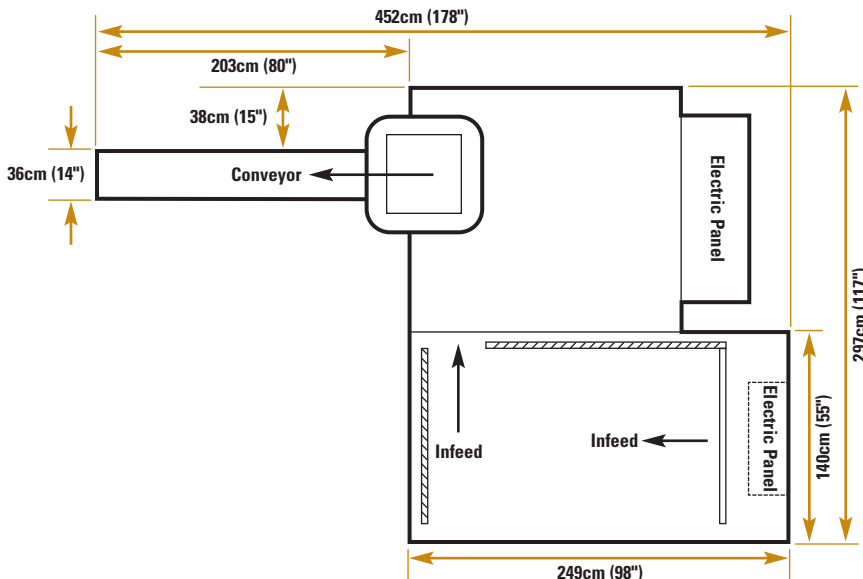 452cm (178")
203cm (80")
38cm (15")
36cm (14")
Conveyor
Electric Panel
297cm (117")
Infeed
Infeed
Electric Panel
140cm (55")
249cm (98")